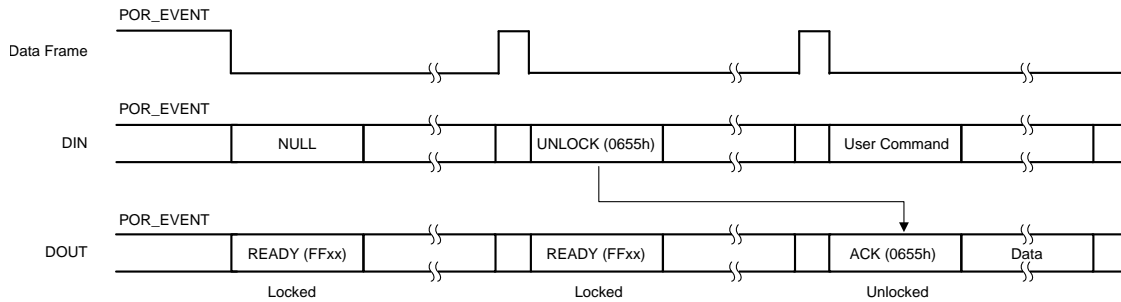 POR_EVENT
Data Frame
POR_EVENT
DIN
NULL
UNLOCK (0655h)
User Command
POR_EVENT
DOUT
READY (FFxx)
READY (FFxx)
ACK (0655h)
Data
Locked
Locked
Unlocked